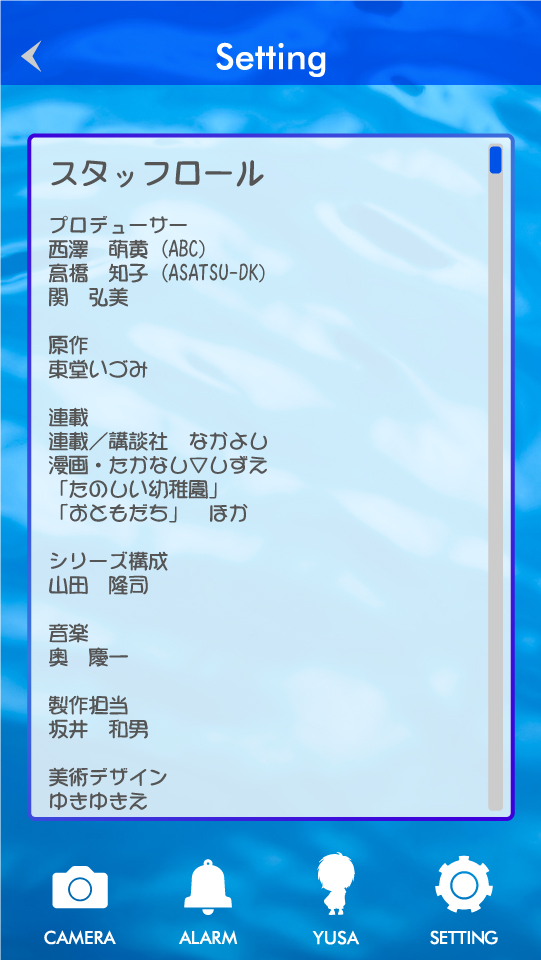 Setting
スタッフロール
プロデューサー
西澤　萌黄（ABC）
高橋　知子（ASATSU-DK）
関　弘美
原作
東堂いづみ
連載
連載／講談社　なかよし
漫画・たかなし▽しずえ
「たのしい幼稚園」
「おともだち」　ほか
シリーズ構成
山田　隆司
音楽
奥　慶一
製作担当
坂井　和男
美術デザイン
ゆきゆきえ
CAMERA
ALARM
YUSA
SETTING